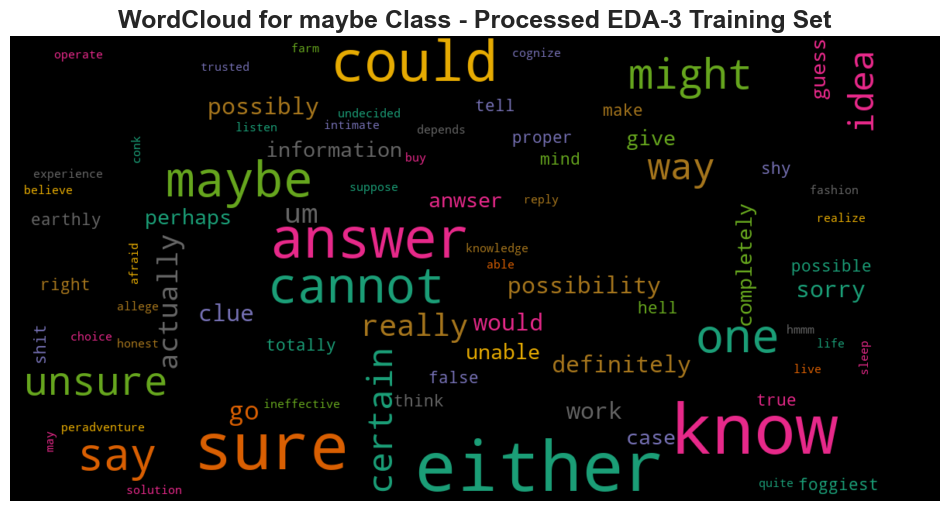 WordCloud for maybe Class - Processed EDA-3 Training Set
operate
farm
could
cognize
trusted
might
guess
idea
possibly
undecided
tell
make
listen
intimate
depends
proper
give
conk
information
buy
mind
way
shy
experience
believe
maybe
suppose
anwser
reply
fashion
earthly
perhaps
um
realize
answer
knowledge
able
completely
possible
afraid
actually
right
cannot
possibility
sorry
allege
clue
hell
really
would
one
hmmm
shit
choice
honest
totally
unable
life
sleep
unsure
certain
false
definitely
live
think
true
go
ineffective
work
may
peradventure
say
sure
case
know
either
solution
quite
foggiest